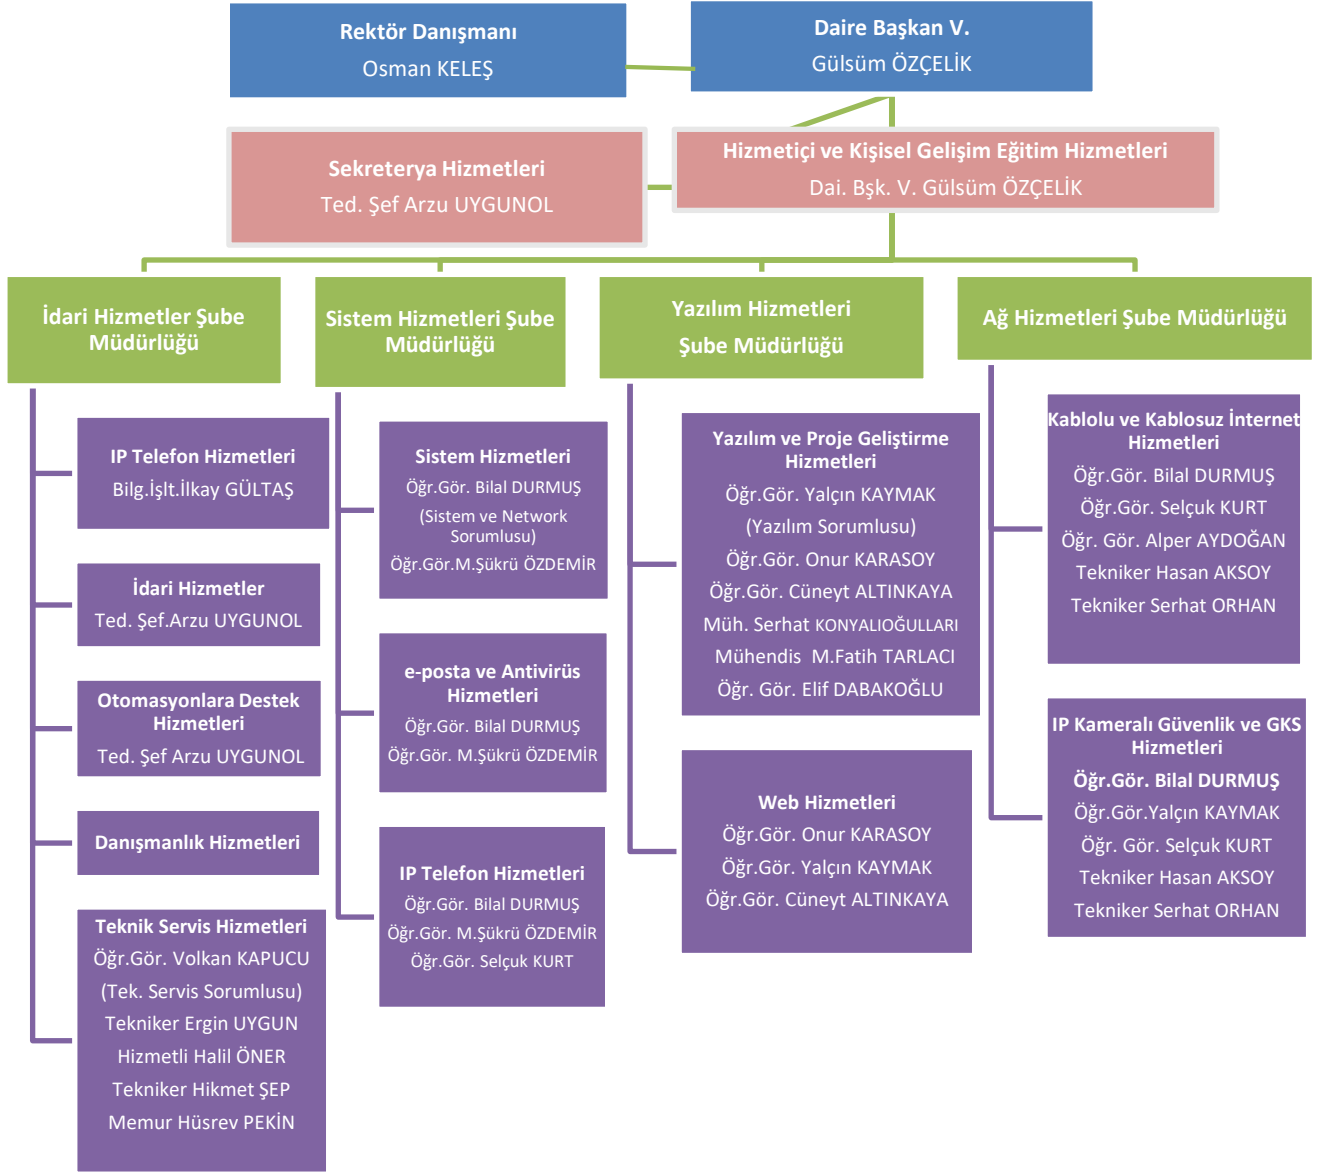 Rektör Danışmanı
Osman KELEŞ
Daire Başkan V.
Gülsüm ÖZÇELİK
Sekreterya Hizmetleri
Ted. Şef Arzu UYGUNOL
Hizmetiçi ve Kişisel Gelişim Eğitim Hizmetleri
Dai. Bşk. V. Gülsüm ÖZÇELİK
İdari Hizmetler Şube
Müdürlüğü
IP Telefon Hizmetleri
Bilg.İşlt.İlkay GÜLTAŞ
İdari Hizmetler
Ted. Şef.Arzu UYGUNOL
Otomasyonlara Destek
Hizmetleri
Ted. Şef Arzu UYGUNOL
Danışmanlık Hizmetleri
Teknik Servis Hizmetleri
Öğr.Gör. Volkan KAPUCU
(Tek. Servis Sorumlusu)
Tekniker Ergin UYGUN
Hizmetli Halil ÖNER
Tekniker Hikmet ŞEP
Memur Hüsrev PEKİN
Sistem Hizmetleri Şube
Müdürlüğü
Sistem Hizmetleri
Öğr.Gör. Bilal DURMUŞ
(Sistem ve Network
Sorumlusu)
Öğr.Gör.M.Şükrü ÖZDEMİR
e-posta ve Antivirüs
Hizmetleri
Öğr.Gör. Bilal DURMUŞ
Öğr.Gör. M.Şükrü ÖZDEMİR
IP Telefon Hizmetleri
Öğr.Gör. Bilal DURMUŞ
Öğr.Gör. M.Şükrü ÖZDEMİR
Öğr.Gör. Selçuk KURT
Yazılım Hizmetleri
Şube Müdürlüğü
Yazılım ve Proje Geliştirme
Hizmetleri
Öğr.Gör. Yalçın KAYMAK
(Yazılım Sorumlusu)
Öğr.Gör. Onur KARASOY
Öğr.Gör. Cüneyt ALTINKAYA
Müh. Serhat KONYALIOĞULLARI
Mühendis M.Fatih TARLACI
Öğr. Gör. Elif DABAKOĞLU
Web Hizmetleri
Öğr.Gör. Onur KARASOY
Öğr.Gör. Yalçın KAYMAK
Öğr.Gör. Cüneyt ALTINKAYA
Ağ Hizmetleri Şube Müdürlüğü
Kablolu ve Kablosuz İnternet
Hizmetleri
Öğr.Gör. Bilal DURMUŞ
Öğr.Gör. Selçuk KURT
Öğr. Gör. Alper AYDOĞAN
Tekniker Hasan AKSOY
Tekniker Serhat ORHAN
IP Kameralı Güvenlik ve GKS
Hizmetleri
Öğr.Gör. Bilal DURMUŞ
Öğr.Gör.Yalçın KAYMAK
Öğr. Gör. Selçuk KURT
Tekniker Hasan AKSOY
Tekniker Serhat ORHAN